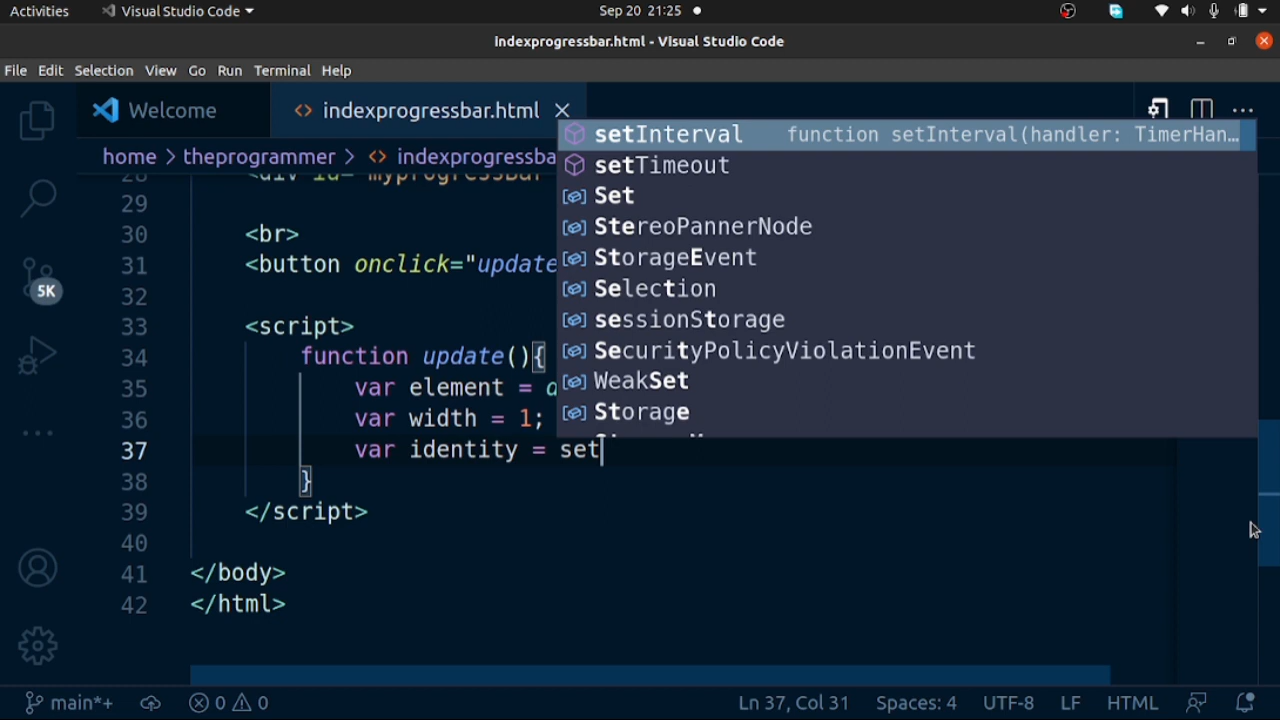 Activities Visual Studio Code Sep 20 21:25
indexprogressbar.html - Visual Studio Code
File Edit Selection View Go Run Terminal Help
Welcome indexprogressbar.html
home > theprogrammer > <> indexprogressba
setInterval function setInterval(handler: TimerHan…
setTimeout
Set
StereoPannerNode
StorageEvent
Selection
sessionStorage
SecurityPolicyViolationEvent
WeakSet
Storage
28 <div id="myprogressBar
29
30 <br>
31 <button onclick="update
32
33 <script>
34 function update(){
35 var element = d
36 var width = 1;
37 var identity = set
38 }
39 </script>
40
41 </body>
42 </html>
5K
main*+ 0 0 Ln 37, Col 31 Spaces: 4 UTF-8 LF HTML